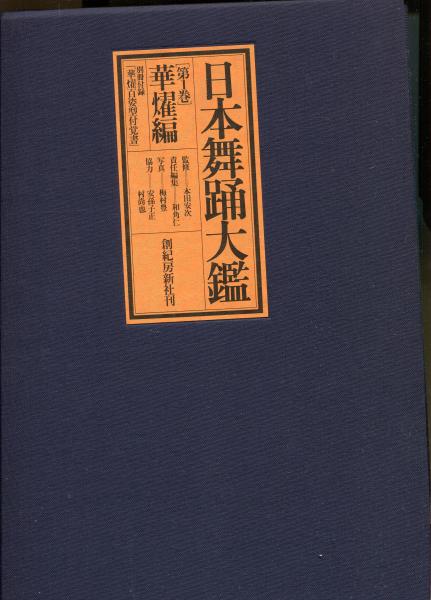 日本舞踊大鑑
［第1巻］
華燿編
別冊付録
「華燿百姿型付覚書」
監修――本田安次
責任編集――和角仁
写真――梅村豊
協力――安孫子正
村尚也
創紀房新社刊